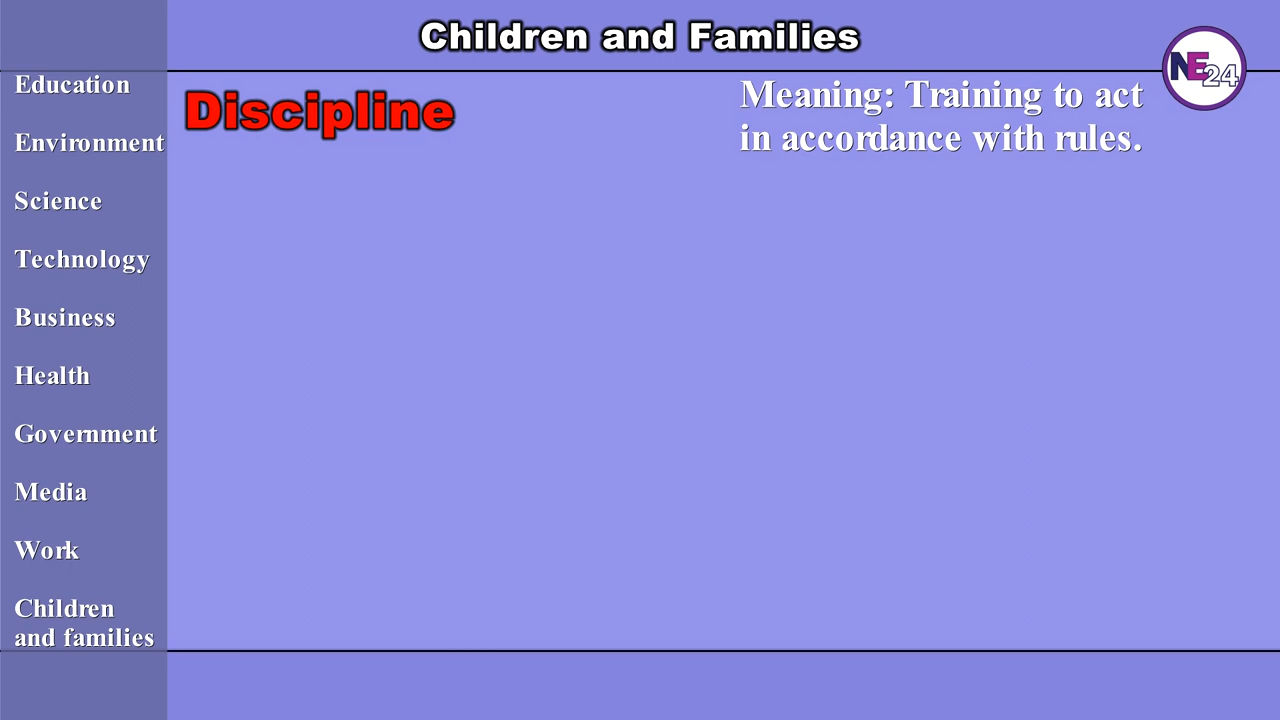 Children and Families
NE24
Education
Environment
Science
Technology
Business
Health
Government
Media
Work
Children
and families
Discipline
Meaning: Training to act
in accordance with rules.